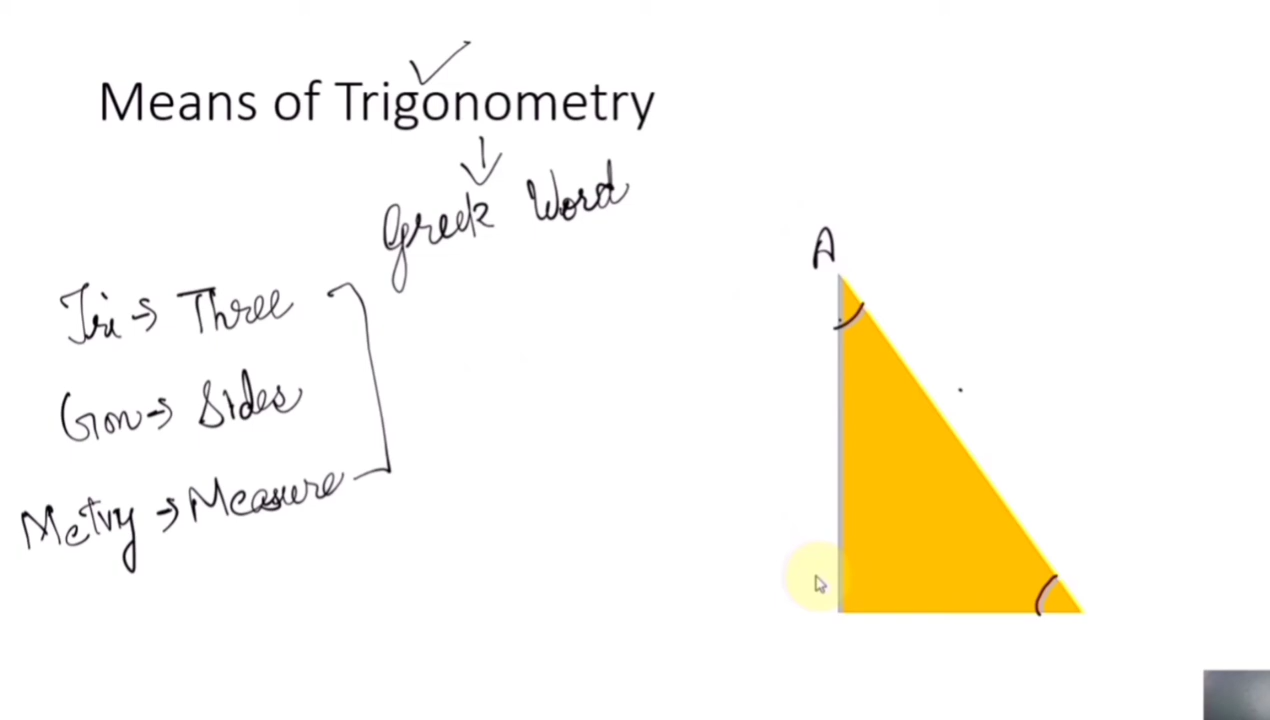 Means of Trigonometry
Greek Word
Tri → Three
Gon → Sides
Metry → Measure
A